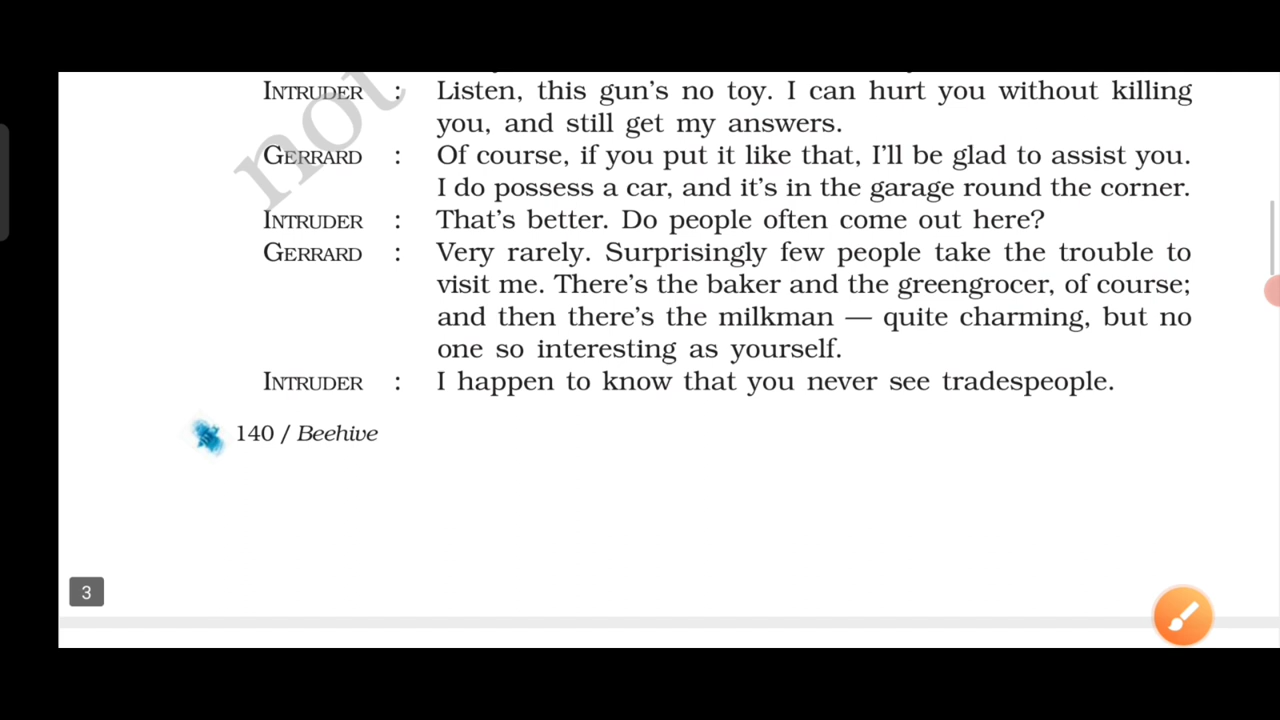 not
INTRUDER : Listen, this gun's no toy. I can hurt you without killing
you, and still get my answers.
GERRARD : Of course, if you put it like that, I'll be glad to assist you.
I do possess a car, and it's in the garage round the corner.
INTRUDER : That's better. Do people often come out here?
GERRARD : Very rarely. Surprisingly few people take the trouble to
visit me. There's the baker and the greengrocer, of course;
and then there's the milkman — quite charming, but no
one so interesting as yourself.
INTRUDER : I happen to know that you never see tradespeople.
140 / Beehive
3